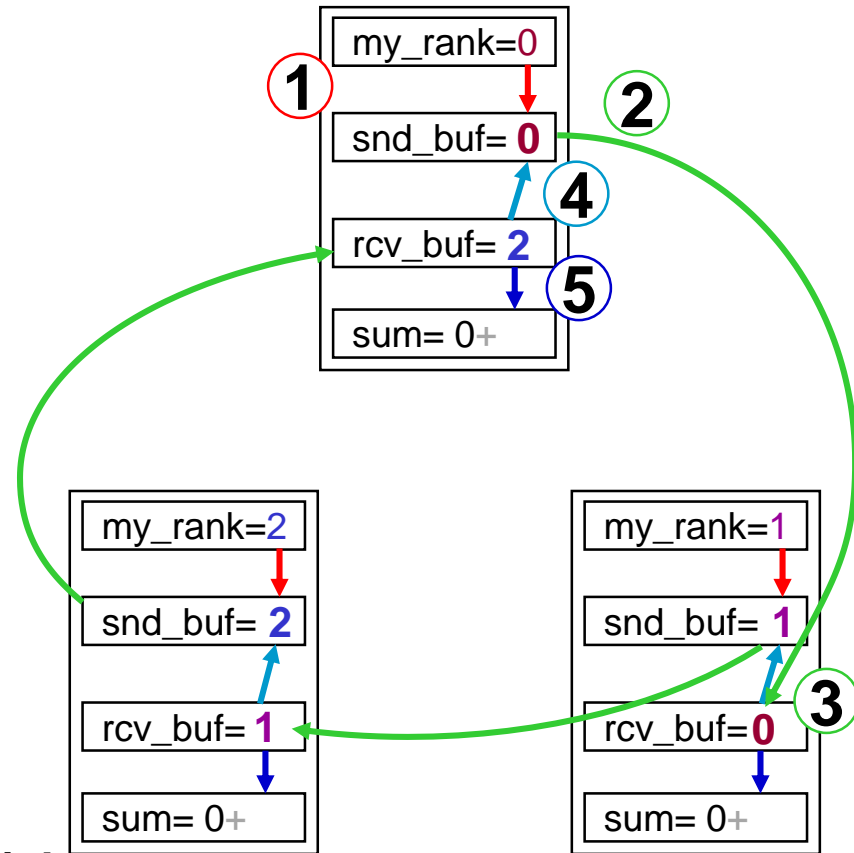 my_rank=0
1
2
snd_buf= 0
4
rcv_buf= 2
5
sum= 0+
my_rank=2
snd_buf= 2
rcv_buf= 1
sum= 0+
my_rank=1
snd_buf= 1
3
rcv_buf=0
sum= 0+